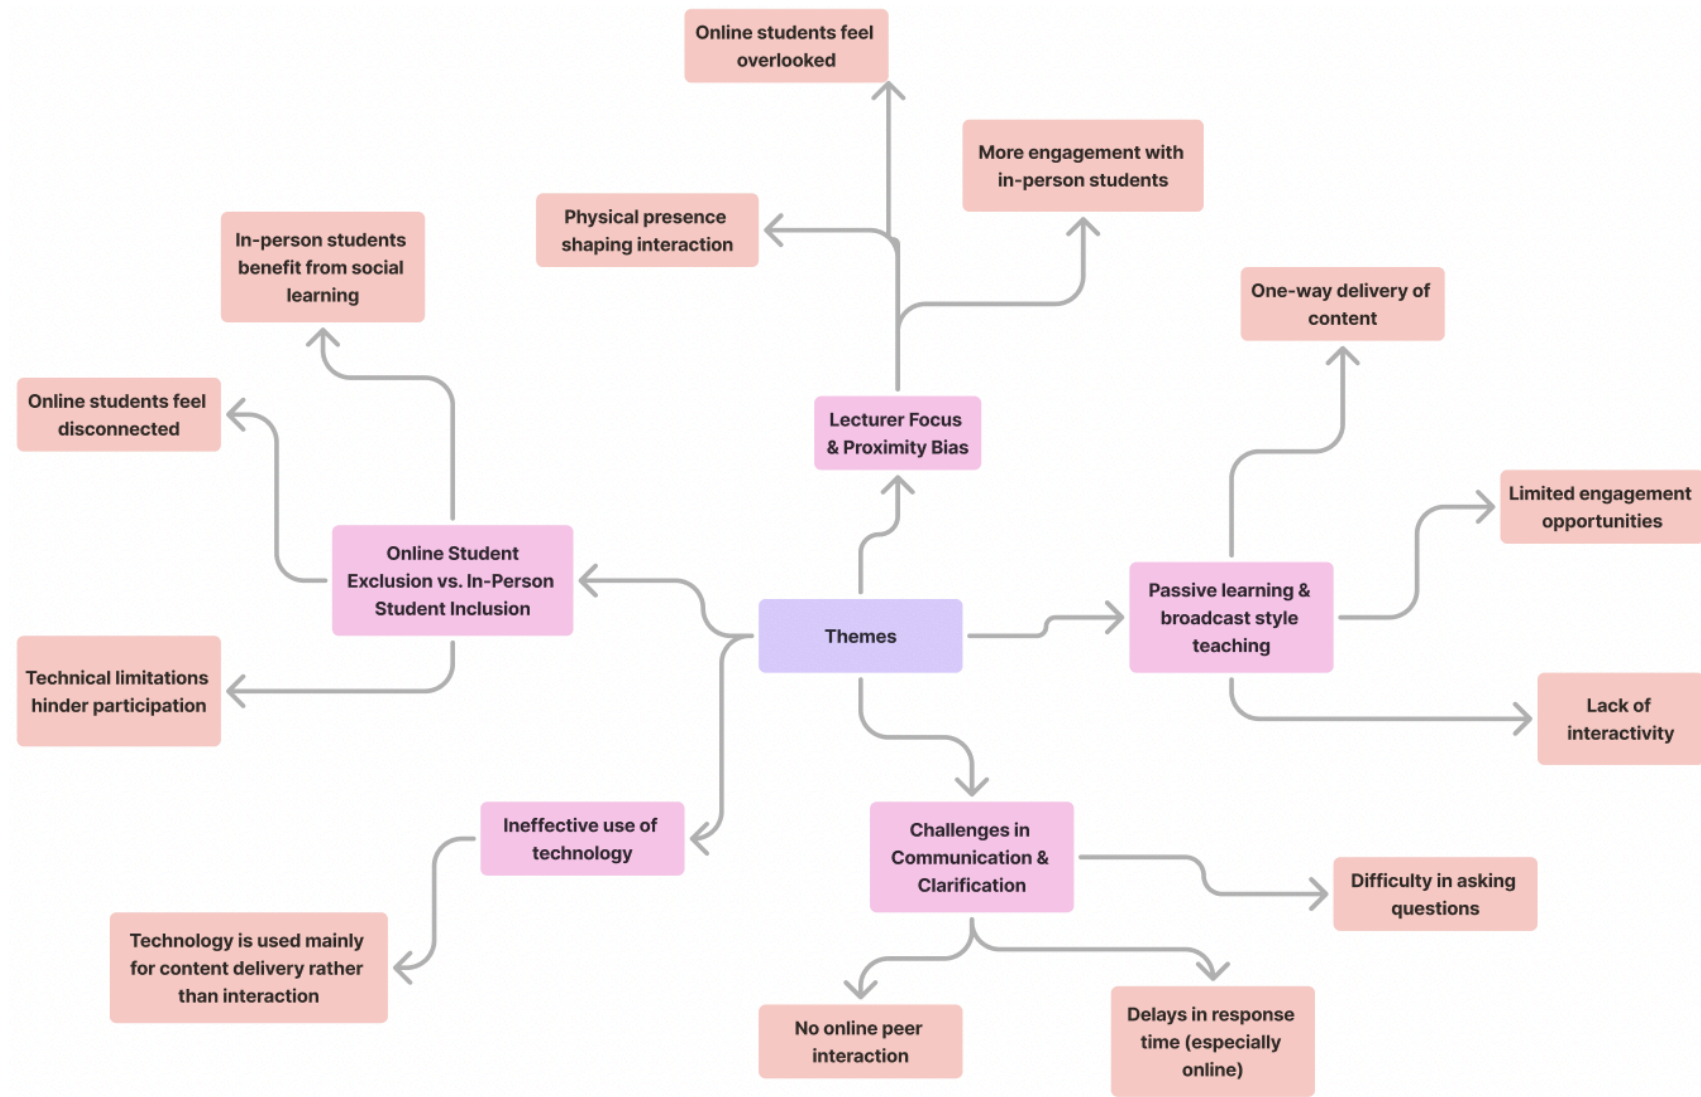 Online students feel
overlooked
More engagement with
in-person students
Physical presence
shaping interaction
In-person students
benefit from social
learning
One-way delivery of
content
Online students feel
disconnected
Lecturer Focus
& Proximity Bias
Limited engagement
opportunities
Online Student
Exclusion vs. In-Person
Student Inclusion
Passive learning &
broadcast style
teaching
Themes
Technical limitations
hinder participation
Lack of
interactivity
Ineffective use of
technology
Challenges in
Communication &
Clarification
Difficulty in asking
questions
Technology is used mainly
for content delivery rather
than interaction
No online peer
interaction
Delays in response
time (especially
online)